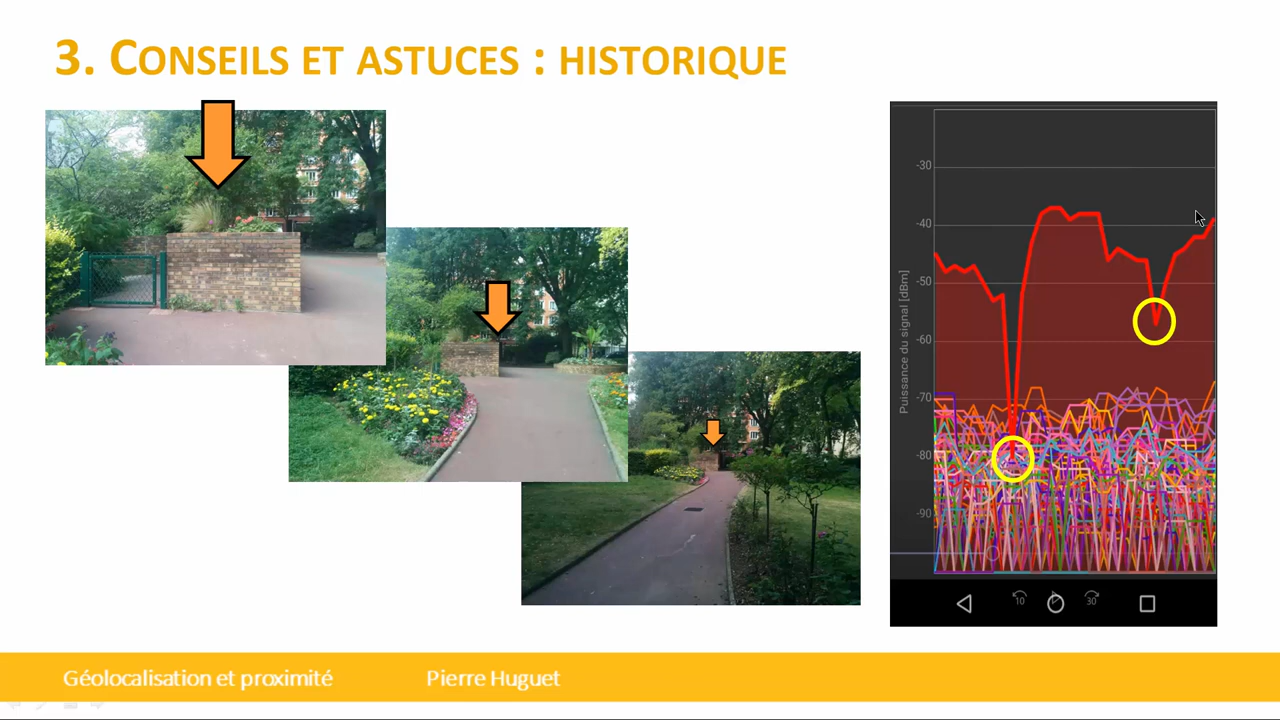 3. CONSEILS ET ASTUCES : HISTORIQUE
Puissance du signal [dBm]
-30
-40
-50
-60
-70
-80
-90
10
30
Géolocalisation et proximité
Pierre Huguet